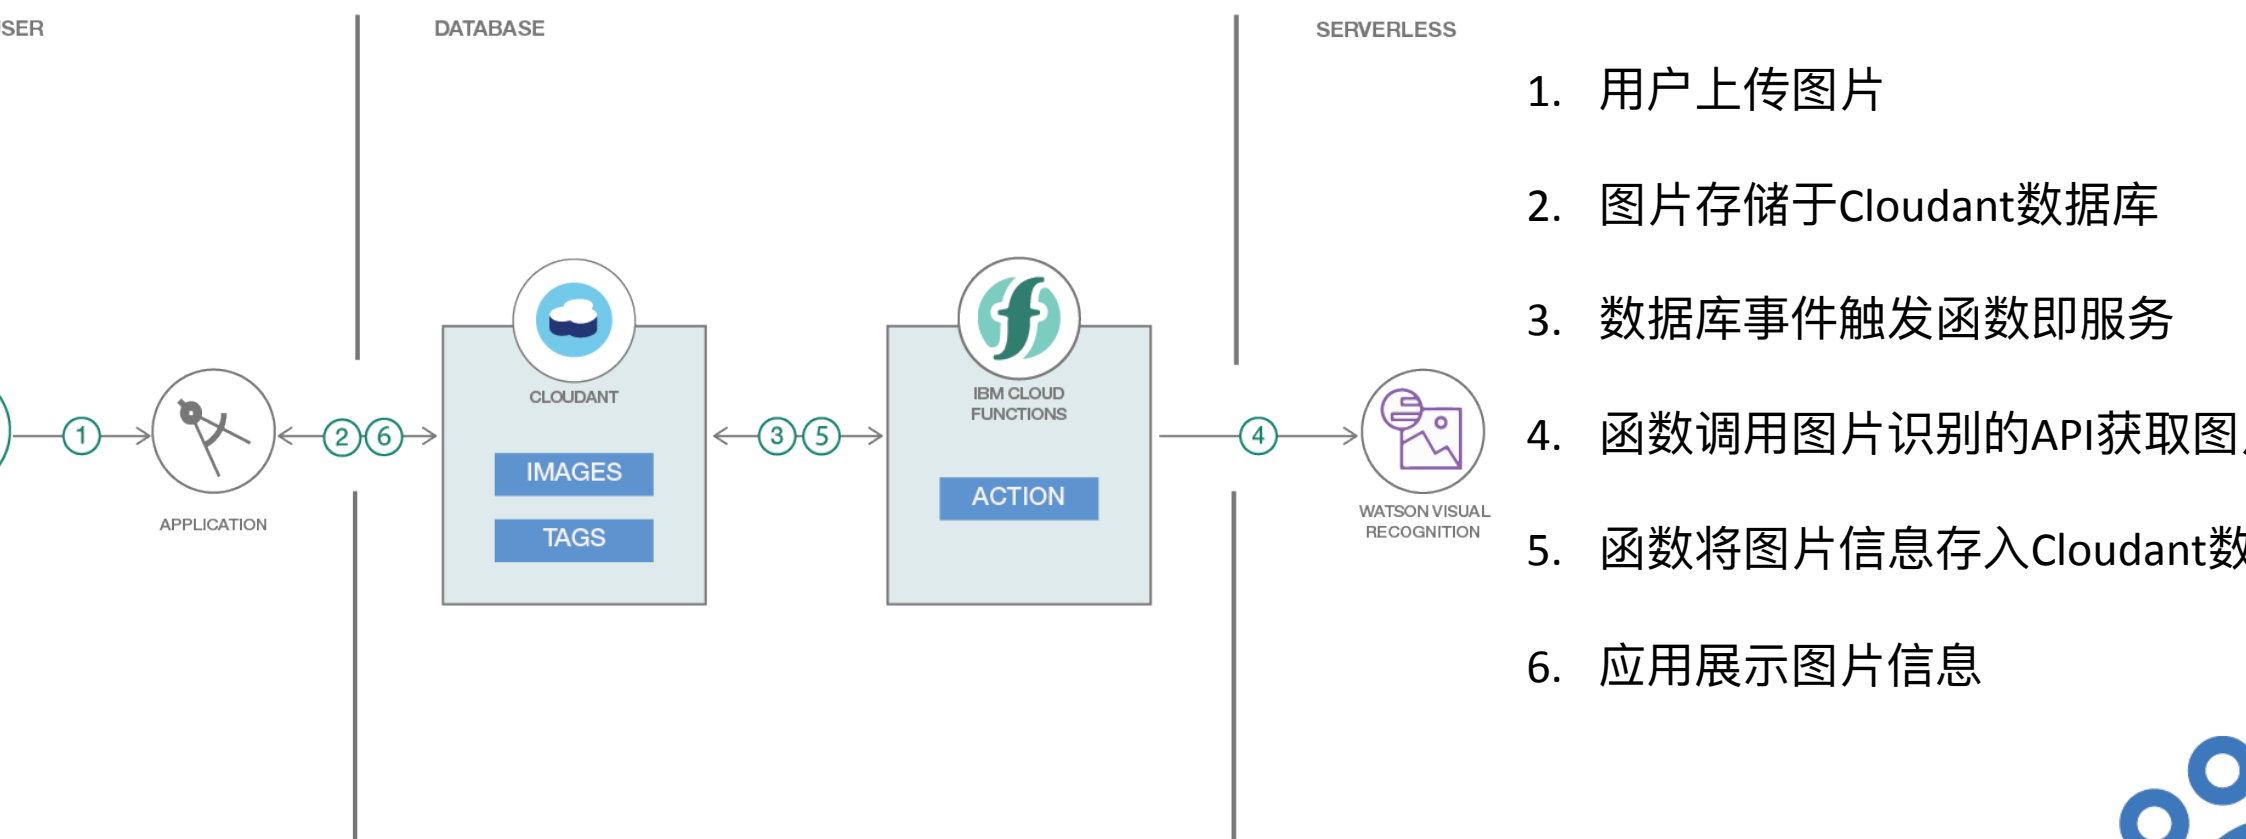 SER
DATABASE
SERVERLESS
1
APPLICATION
2
6
CLOUDANT
IMAGES
TAGS
3
5
IBM CLOUD
FUNCTIONS
ACTION
4
WATSON VISUAL
RECOGNITION
1. 用户上传图片
2. 图片存储于Cloudant数据库
3. 数据库事件触发函数即服务
4. 函数调用图片识别的API获取图
5. 函数将图片信息存入Cloudant数
6. 应用展示图片信息